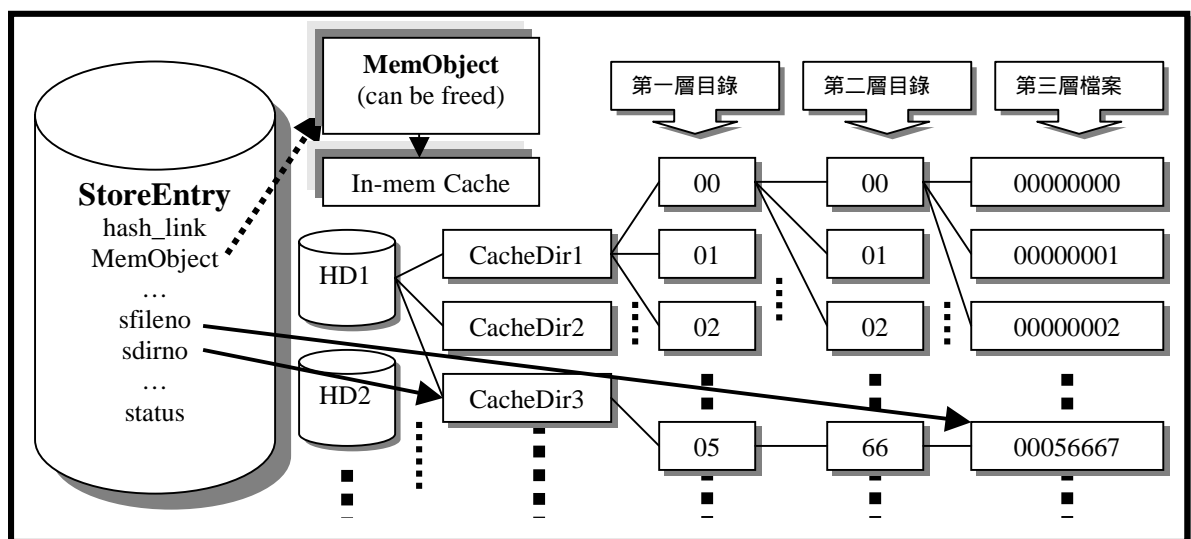 StoreEntry
hash_link
MemObject
…
sfileno
sdirno
…
status
MemObject
(can be freed)
In-mem Cache
HD1
HD2
CacheDir1
CacheDir2
CacheDir3
第一層目錄
00
01
02
05
第二層目錄
00
01
02
66
第三層檔案
00000000
00000001
00000002
00056667